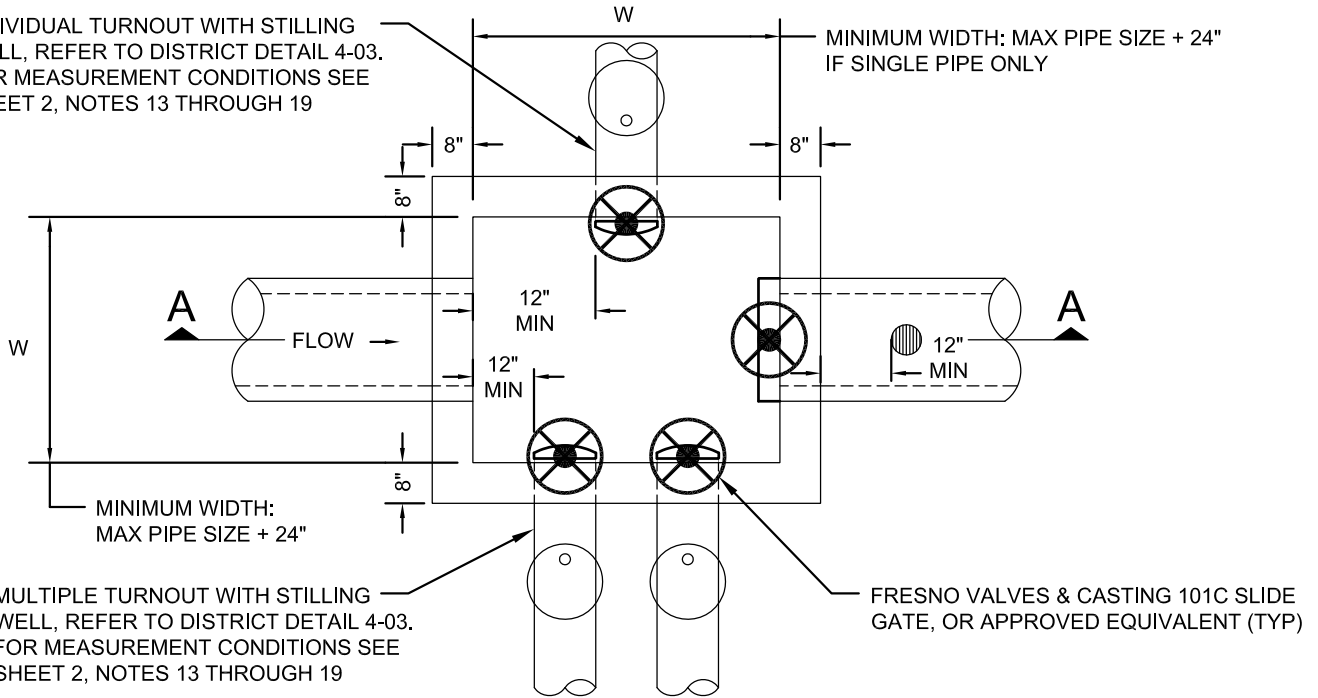 W
TURNOUT WITH STILLING
REFER TO DISTRICT DETAIL 4-03.
MEASUREMENT CONDITIONS SEE
2, NOTES 13 THROUGH 19
MINIMUM WIDTH: MAX PIPE SIZE + 24"
IF SINGLE PIPE ONLY
8"
8"
8"
W
A
FLOW
12"
MIN
12"
MIN
12"
MIN
A
8"
MINIMUM WIDTH:
MAX PIPE SIZE + 24"
MULTIPLE TURNOUT WITH STILLING
WELL, REFER TO DISTRICT DETAIL 4-03.
FOR MEASUREMENT CONDITIONS SEE
SHEET 2, NOTES 13 THROUGH 19
FRESNO VALVES & CASTING 101C SLIDE
GATE, OR APPROVED EQUIVALENT (TYP)